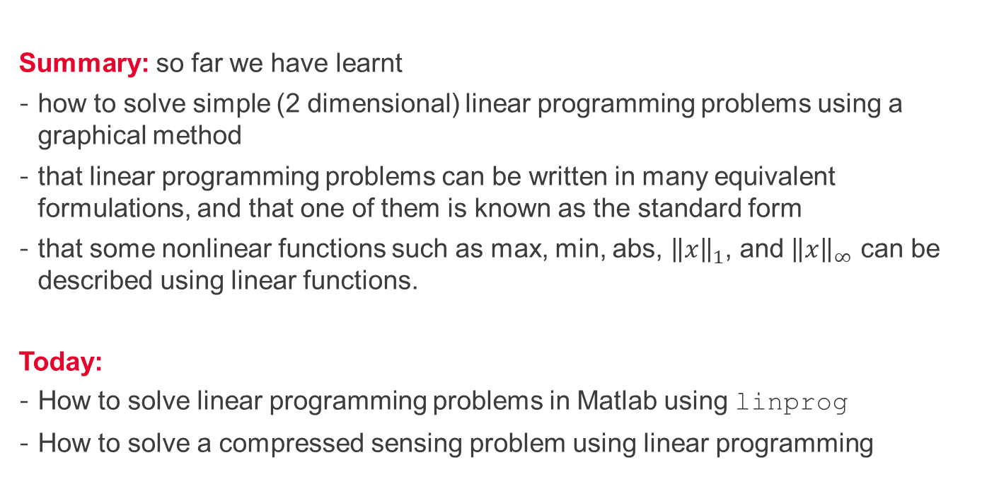 Summary: so far we have learnt
- how to solve simple (2 dimensional) linear programming problems using a
graphical method
- that linear programming problems can be written in many equivalent
formulations, and that one of them is known as the standard form
- that some nonlinear functions such as max, min, abs, ‖x‖₁, and ‖x‖∞ can be
described using linear functions.
Today:
- How to solve linear programming problems in Matlab using linprog
- How to solve a compressed sensing problem using linear programming